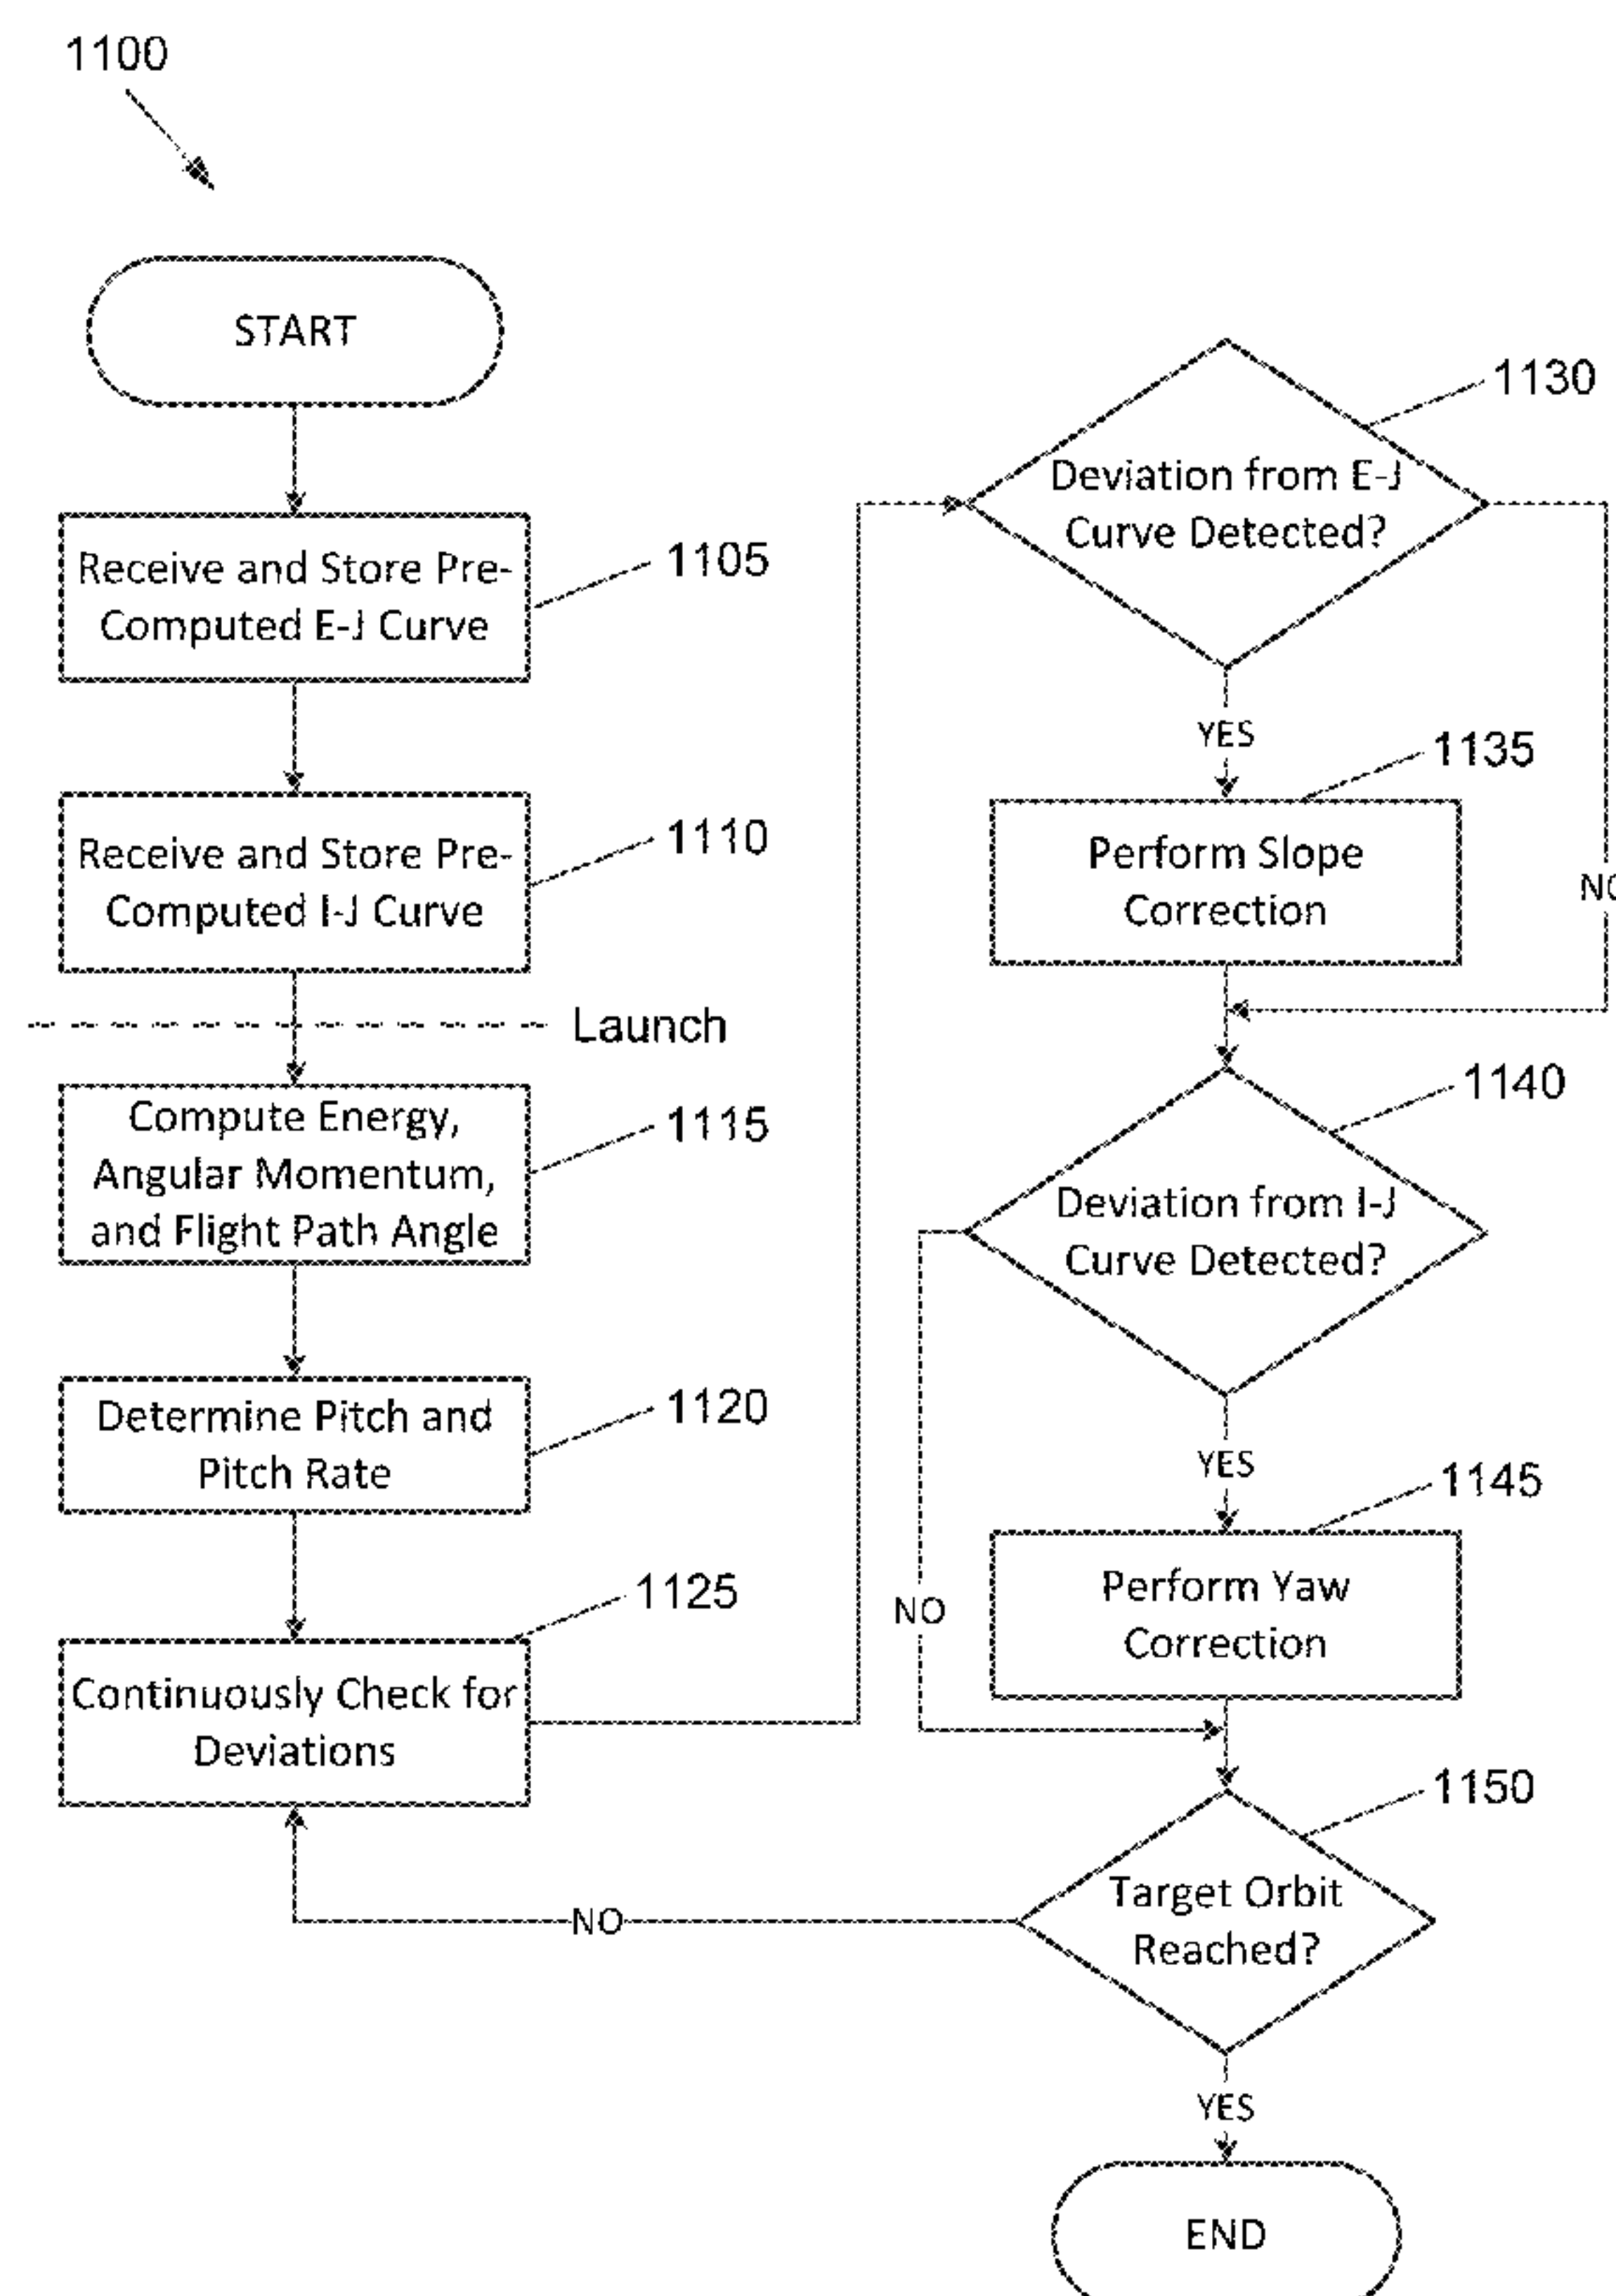 1100
START
Receive and Store Pre-
Computed E-J Curve
1105
Receive and Store Pre-
Computed I-J Curve
1110
Launch
Compute Energy,
Angular Momentum,
and Flight Path Angle
1115
Determine Pitch and
Pitch Rate
1120
Continuously Check for
Deviations
1125
Deviation from E-J
Curve Detected?
1130
YES
NO
Perform Slope
Correction
1135
Deviation from I-J
Curve Detected?
1140
YES
NO
Perform Yaw
Correction
1145
Target Orbit
Reached?
1150
NO
YES
END